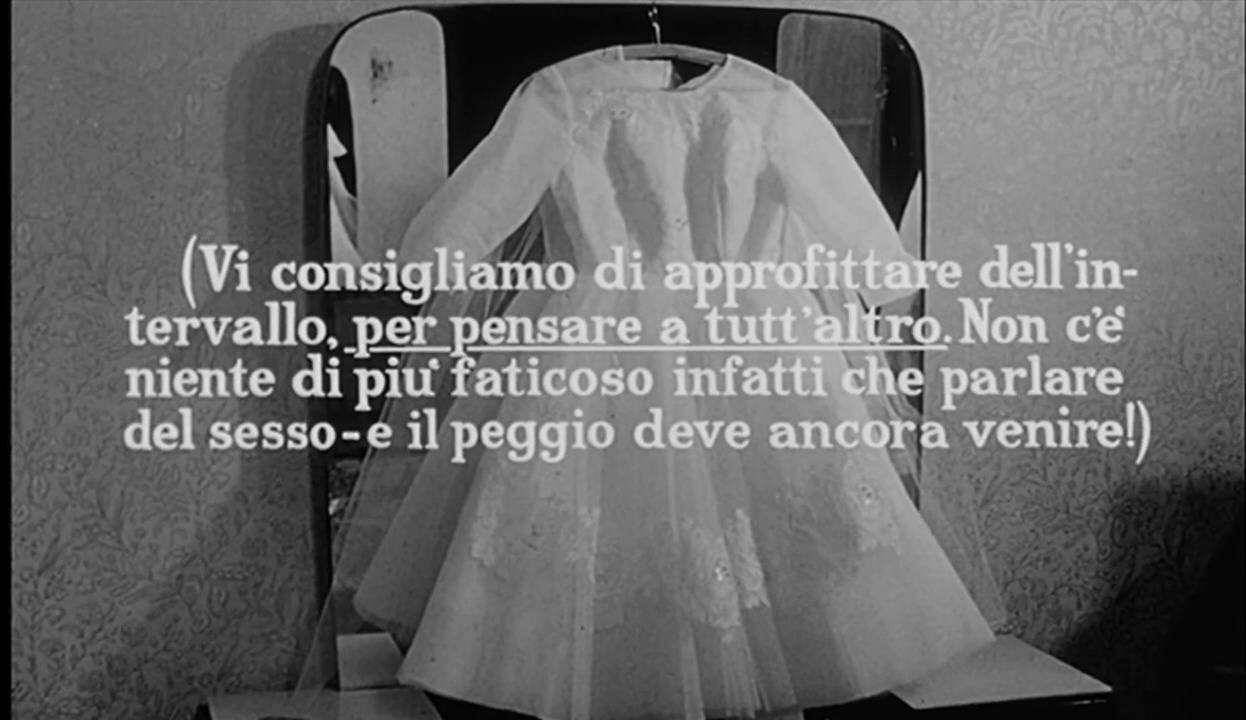 (Vi consigliamo di approfittare dell'in-
tervallo, per pensare a tutt'altro. Non c'è
niente di piu' faticoso infatti che parlare
del sesso - e il peggio deve ancora venire!)